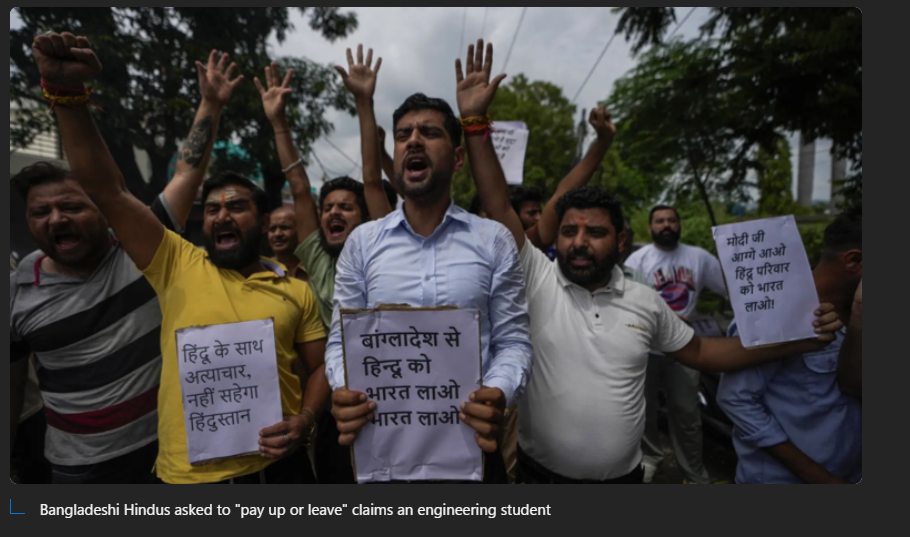 हिंदू के साथ
अत्याचार,
नहीं सहेगा
हिंदुस्तान
बांग्लादेश से
हिन्दू को
भारत लाओ
भारत लाओ
मोदी जी
आग्गे आओ
हिंदू परिवार
को भारत
लाओ!
Bangladeshi Hindus asked to "pay up or leave" claims an engineering student